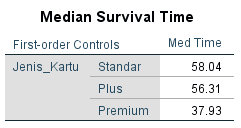 Median Survival Time
First-order Controls Med Time
Jenis_Kartu Standar 58.04
Plus 56.31
Premium 37.93